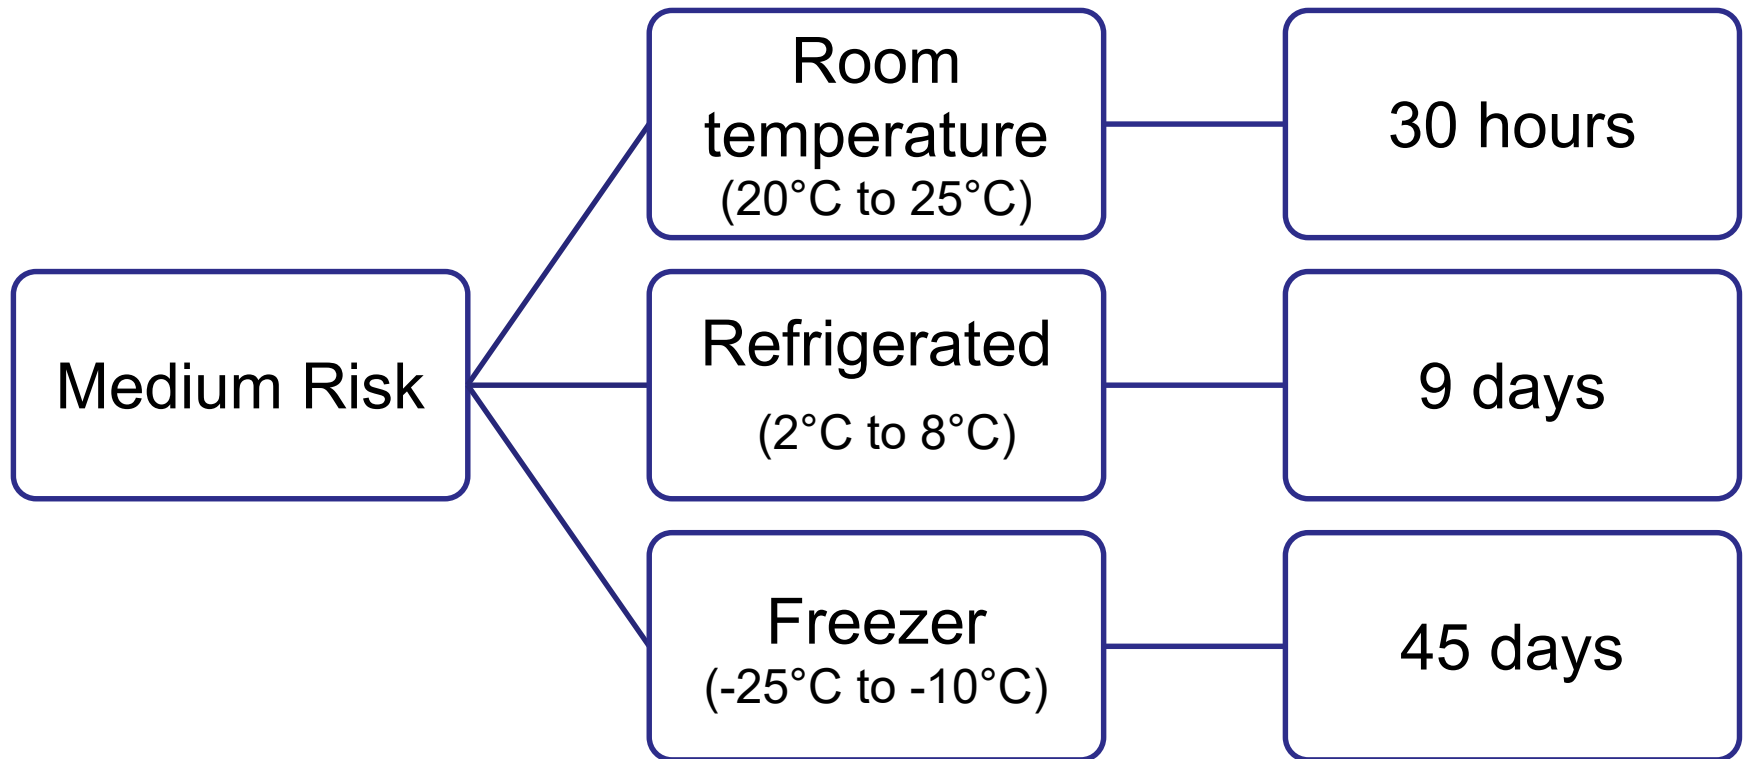 Medium Risk
Room
temperature
(20°C to 25°C)
30 hours
Refrigerated
(2°C to 8°C)
9 days
Freezer
(-25°C to -10°C)
45 days